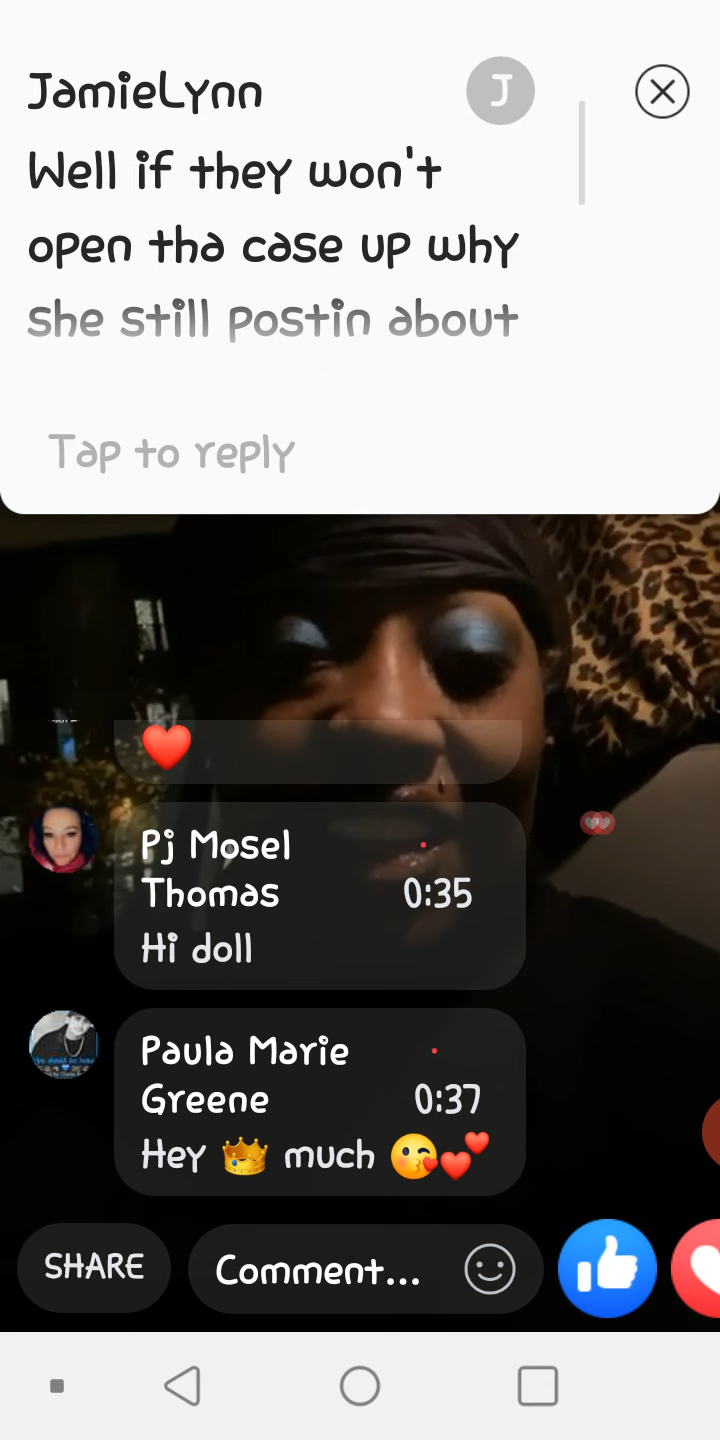 JamieLynn
J
Well if they won't
open tha case up why
she still postin about
Tap to reply
Pj Mosel
Thomas 0:35
Hi doll
Paula Marie
Greene 0:37
Hey 👑 much 😘💕
SHARE
Comment...